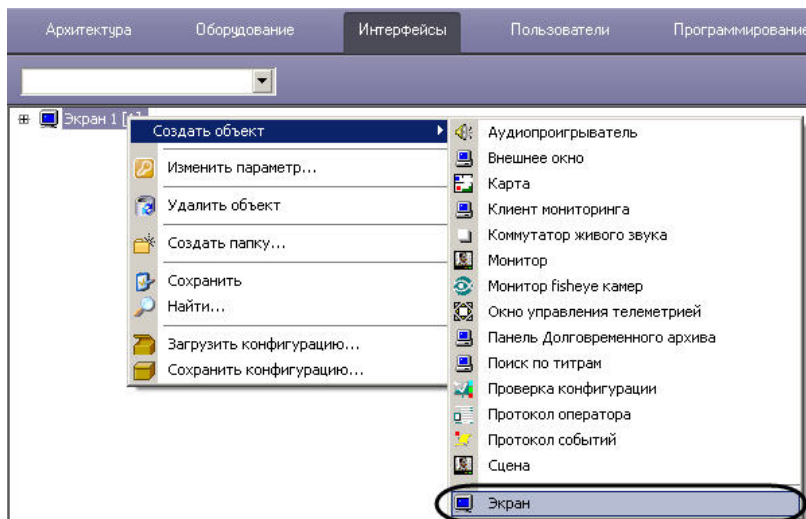 Архитектура Оборудование Интерфейсы Пользователи Программирование
Экран 1 [1]
Создать объект
Изменить параметр...
Удалить объект
Создать папку...
Сохранить
Найти...
Загрузить конфигурацию...
Сохранить конфигурацию...
Аудиопроигрыватель
Внешнее окно
Карта
Клиент мониторинга
Коммутатор живого звука
Монитор
Монитор fisheye камер
Окно управления телеметрией
Панель Долговременного архива
Поиск по титрам
Проверка конфигурации
Протокол оператора
Протокол событий
Сцена
Экран